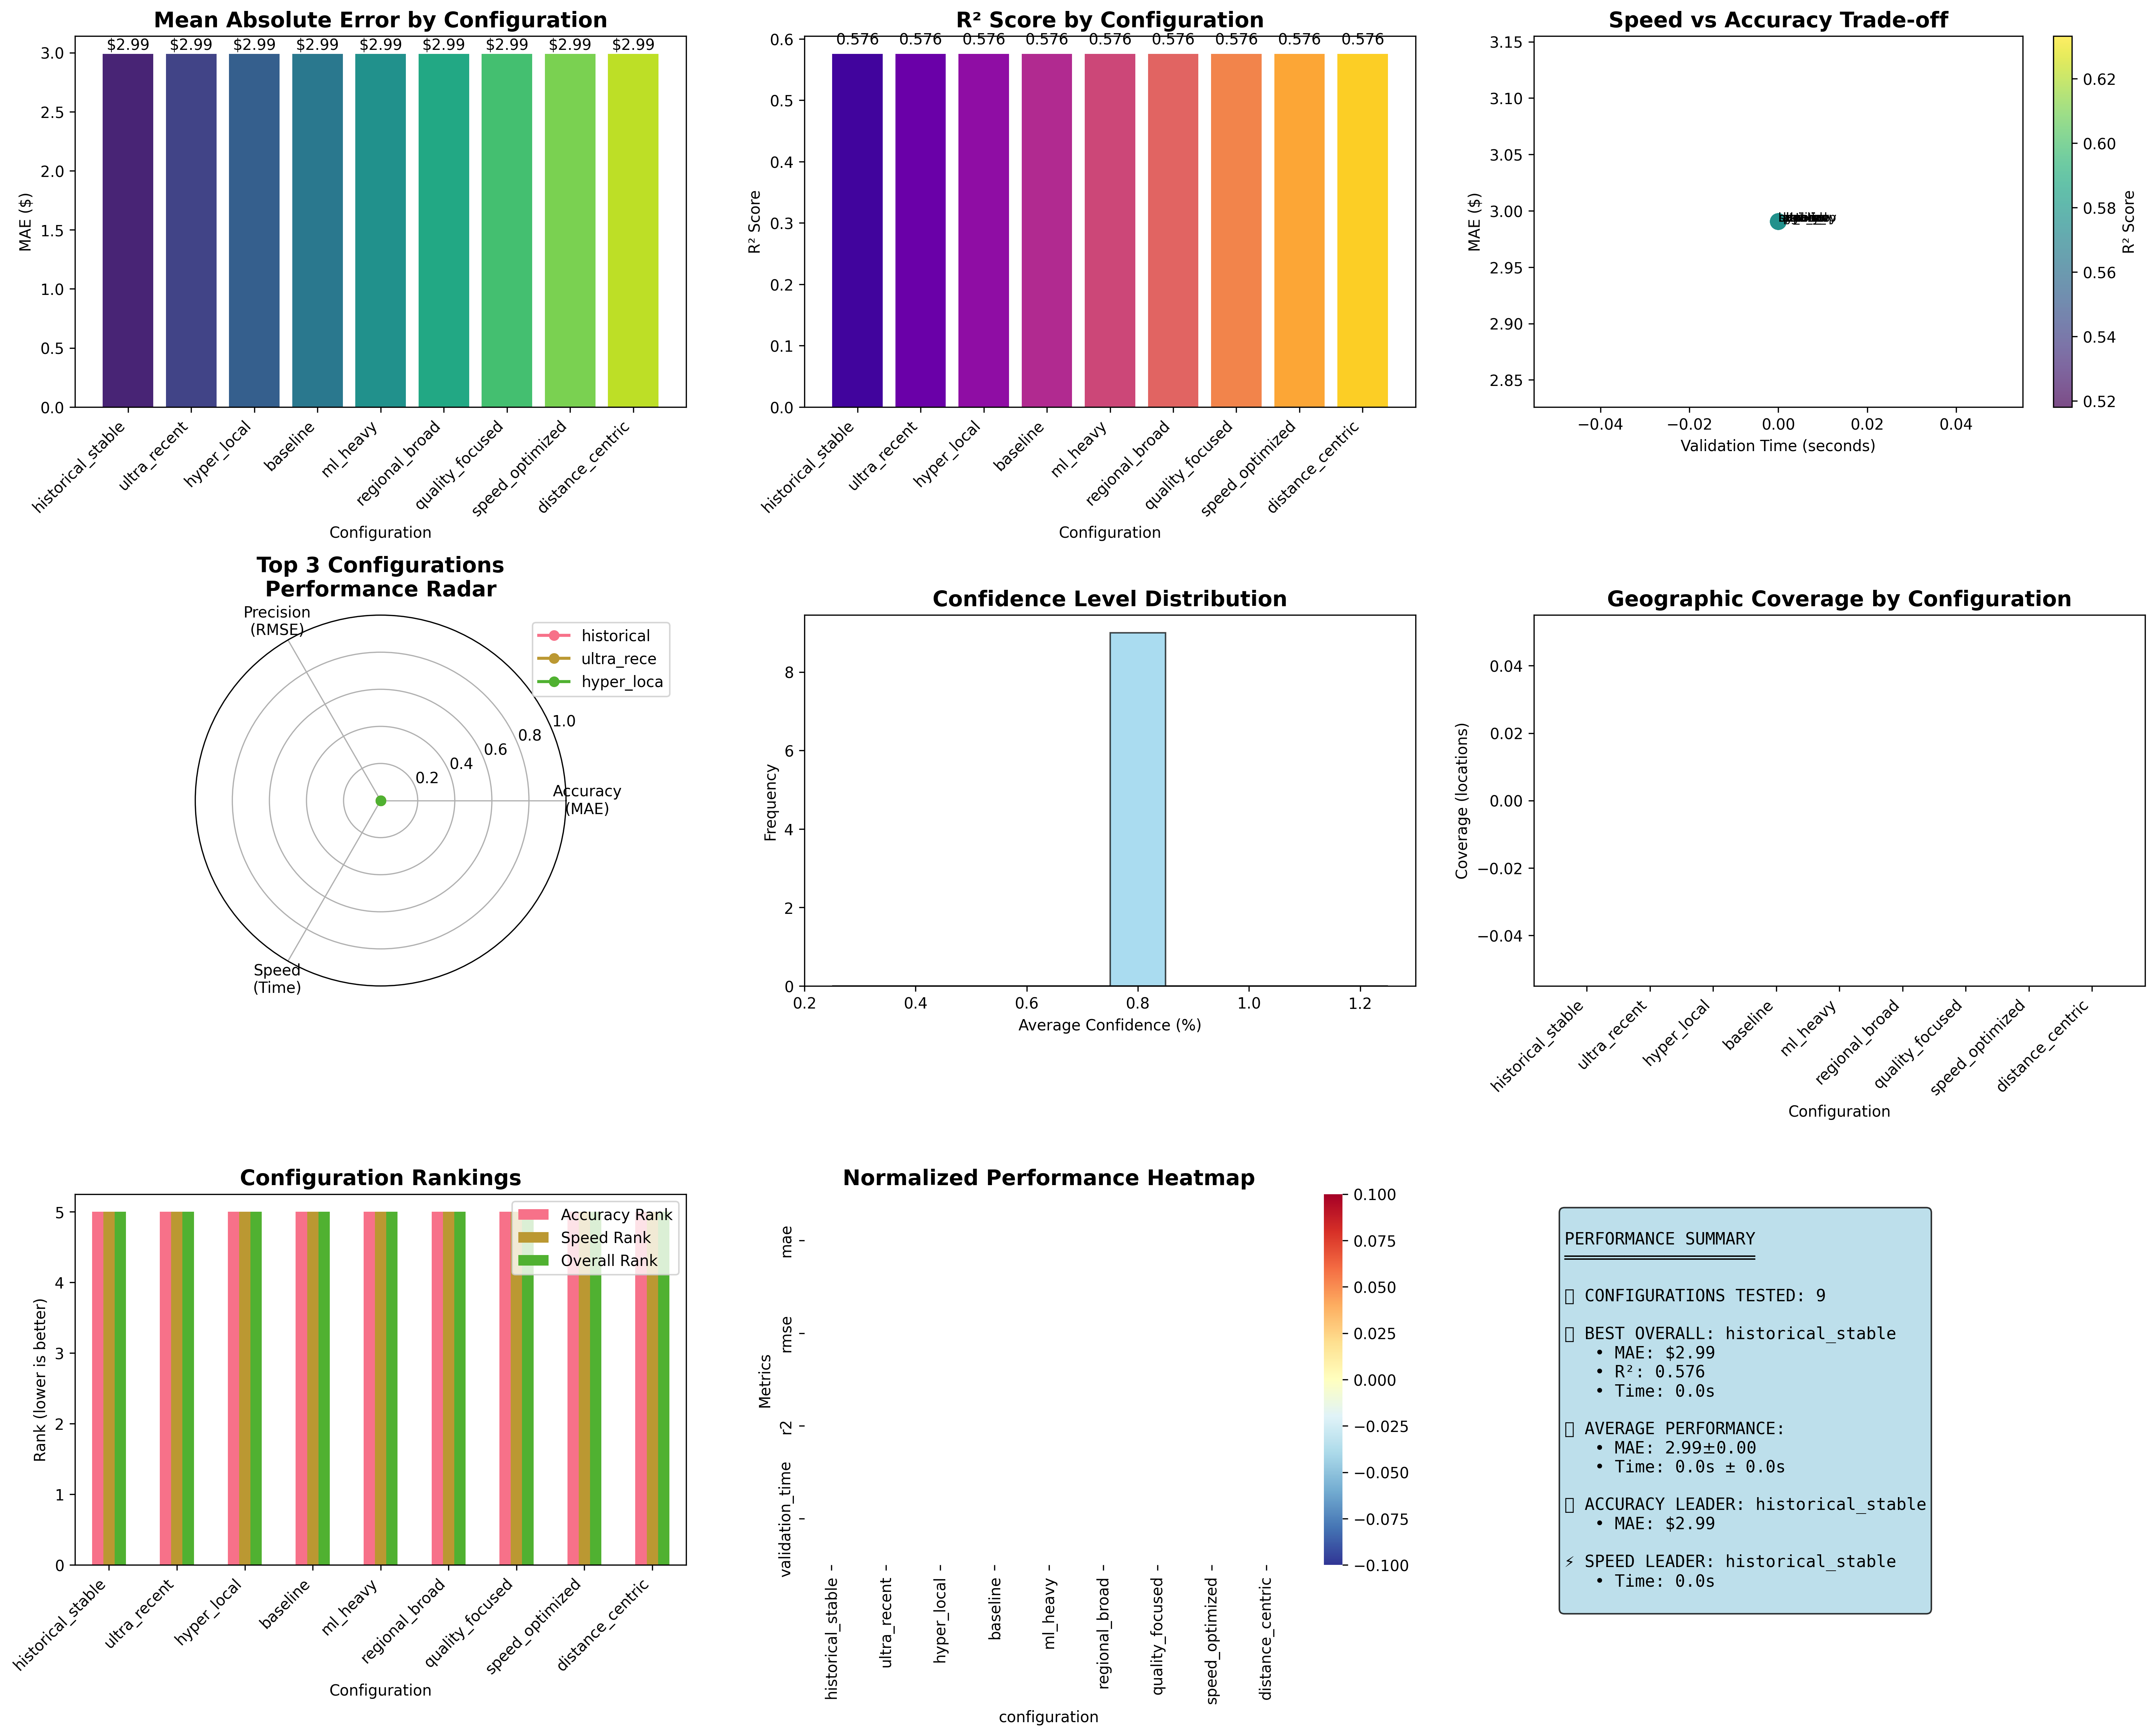 Mean Absolute Error by Configuration
$2.99 $2.99 $2.99 $2.99 $2.99 $2.99 $2.99 $2.99 $2.99
3.0
2.5
2.0
1.5
1.0
0.5
0.0
MAE ($)
historical_stable
ultra_recent
hyper_local
baseline
ml_heavy
regional_broad
quality_focused
speed_optimized
distance_centric
Configuration
R² Score by Configuration
0.576 0.576 0.576 0.576 0.576 0.576 0.576 0.576 0.576
0.6
0.5
0.4
0.3
0.2
0.1
0.0
R² Score
historical_stable
ultra_recent
hyper_local
baseline
ml_heavy
regional_broad
quality_focused
speed_optimized
distance_centric
Configuration
Speed vs Accuracy Trade-off
3.15
3.10
3.05
3.00
2.95
2.90
2.85
MAE ($)
−0.04 −0.02 0.00 0.02 0.04
Validation Time (seconds)
0.62
0.60
0.58
0.56
0.54
0.52
R² Score
Top 3 Configurations
Performance Radar
Precision
(RMSE)
Accuracy
(MAE)
Speed
(Time)
0.2
0.4
0.6
0.8
1.0
historical
ultra_rece
hyper_loca
Confidence Level Distribution
8
6
4
2
0
Frequency
0.2 0.4 0.6 0.8 1.0 1.2
Average Confidence (%)
Geographic Coverage by Configuration
0.04
0.02
0.00
−0.02
−0.04
Coverage (locations)
historical_stable
ultra_recent
hyper_local
baseline
ml_heavy
regional_broad
quality_focused
speed_optimized
distance_centric
Configuration
Configuration Rankings
5
4
3
2
1
0
Rank (lower is better)
Accuracy Rank
Speed Rank
Overall Rank
historical_stable
ultra_recent
hyper_local
baseline
ml_heavy
regional_broad
quality_focused
speed_optimized
distance_centric
Configuration
Normalized Performance Heatmap
mae
rmse
r2
validation_time
Metrics
historical_stable
ultra_recent
hyper_local
baseline
ml_heavy
regional_broad
quality_focused
speed_optimized
distance_centric
configuration
0.100
0.075
0.050
0.025
0.000
−0.025
−0.050
−0.075
−0.100
PERFORMANCE SUMMARY
CONFIGURATIONS TESTED: 9
BEST OVERALL: historical_stable
• MAE: $2.99
• R²: 0.576
• Time: 0.0s
AVERAGE PERFORMANCE:
• MAE: 2.99±0.00
• Time: 0.0s ± 0.0s
ACCURACY LEADER: historical_stable
• MAE: $2.99
⚡ SPEED LEADER: historical_stable
• Time: 0.0s